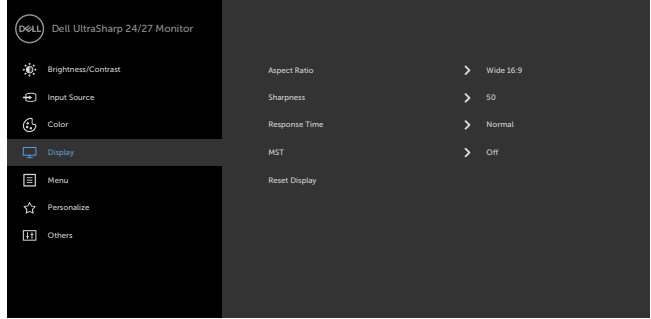 DELL Dell UltraSharp 24/27 Monitor
Brightness/Contrast
Input Source
Color
Display
Menu
Personalize
Others
Aspect Ratio Wide 16:9
Sharpness 50
Response Time Normal
MST Off
Reset Display